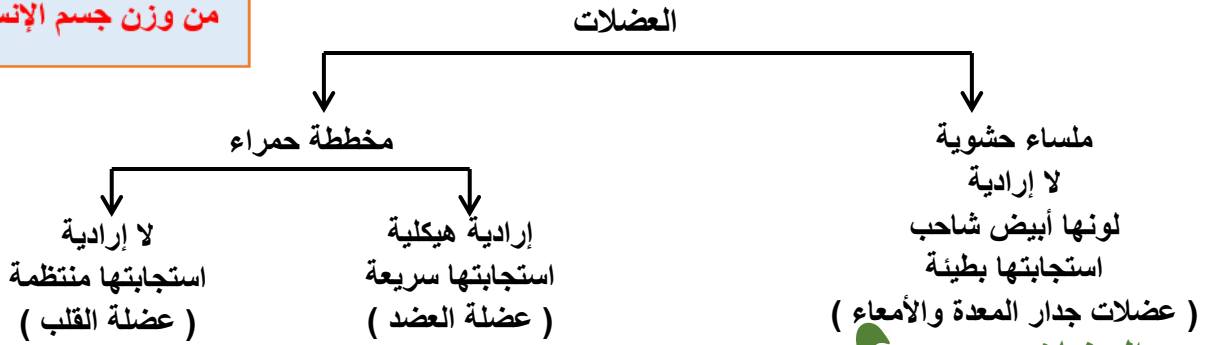 من وزن جسم
العضلات
ملساء حشوية
لا إرادية
لونها أبيض شاحب
استجابتها بطيئة
( عضلات جدار المعدة والأمعاء )
مخططة حمراء
إرادية هيكلية
استجابتها سريعة
( عضلة العضد )
لا إرادية
استجابتها منتظمة
( عضلة القلب )